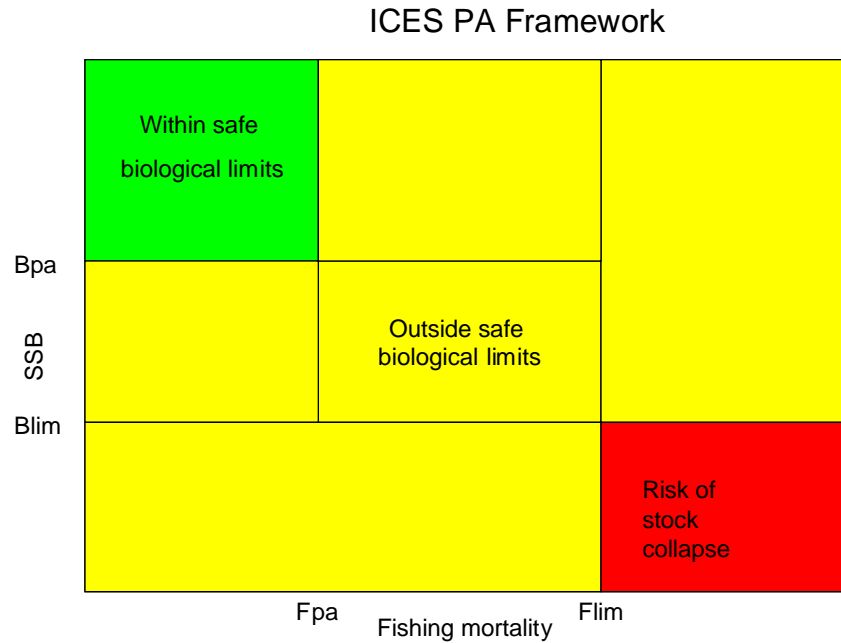 ICES PA Framework
Within safe
biological limits
Bpa
Outside safe
biological limits
SSB
Blim
Risk of
stock
collapse
Fpa
Flim
Fishing mortality